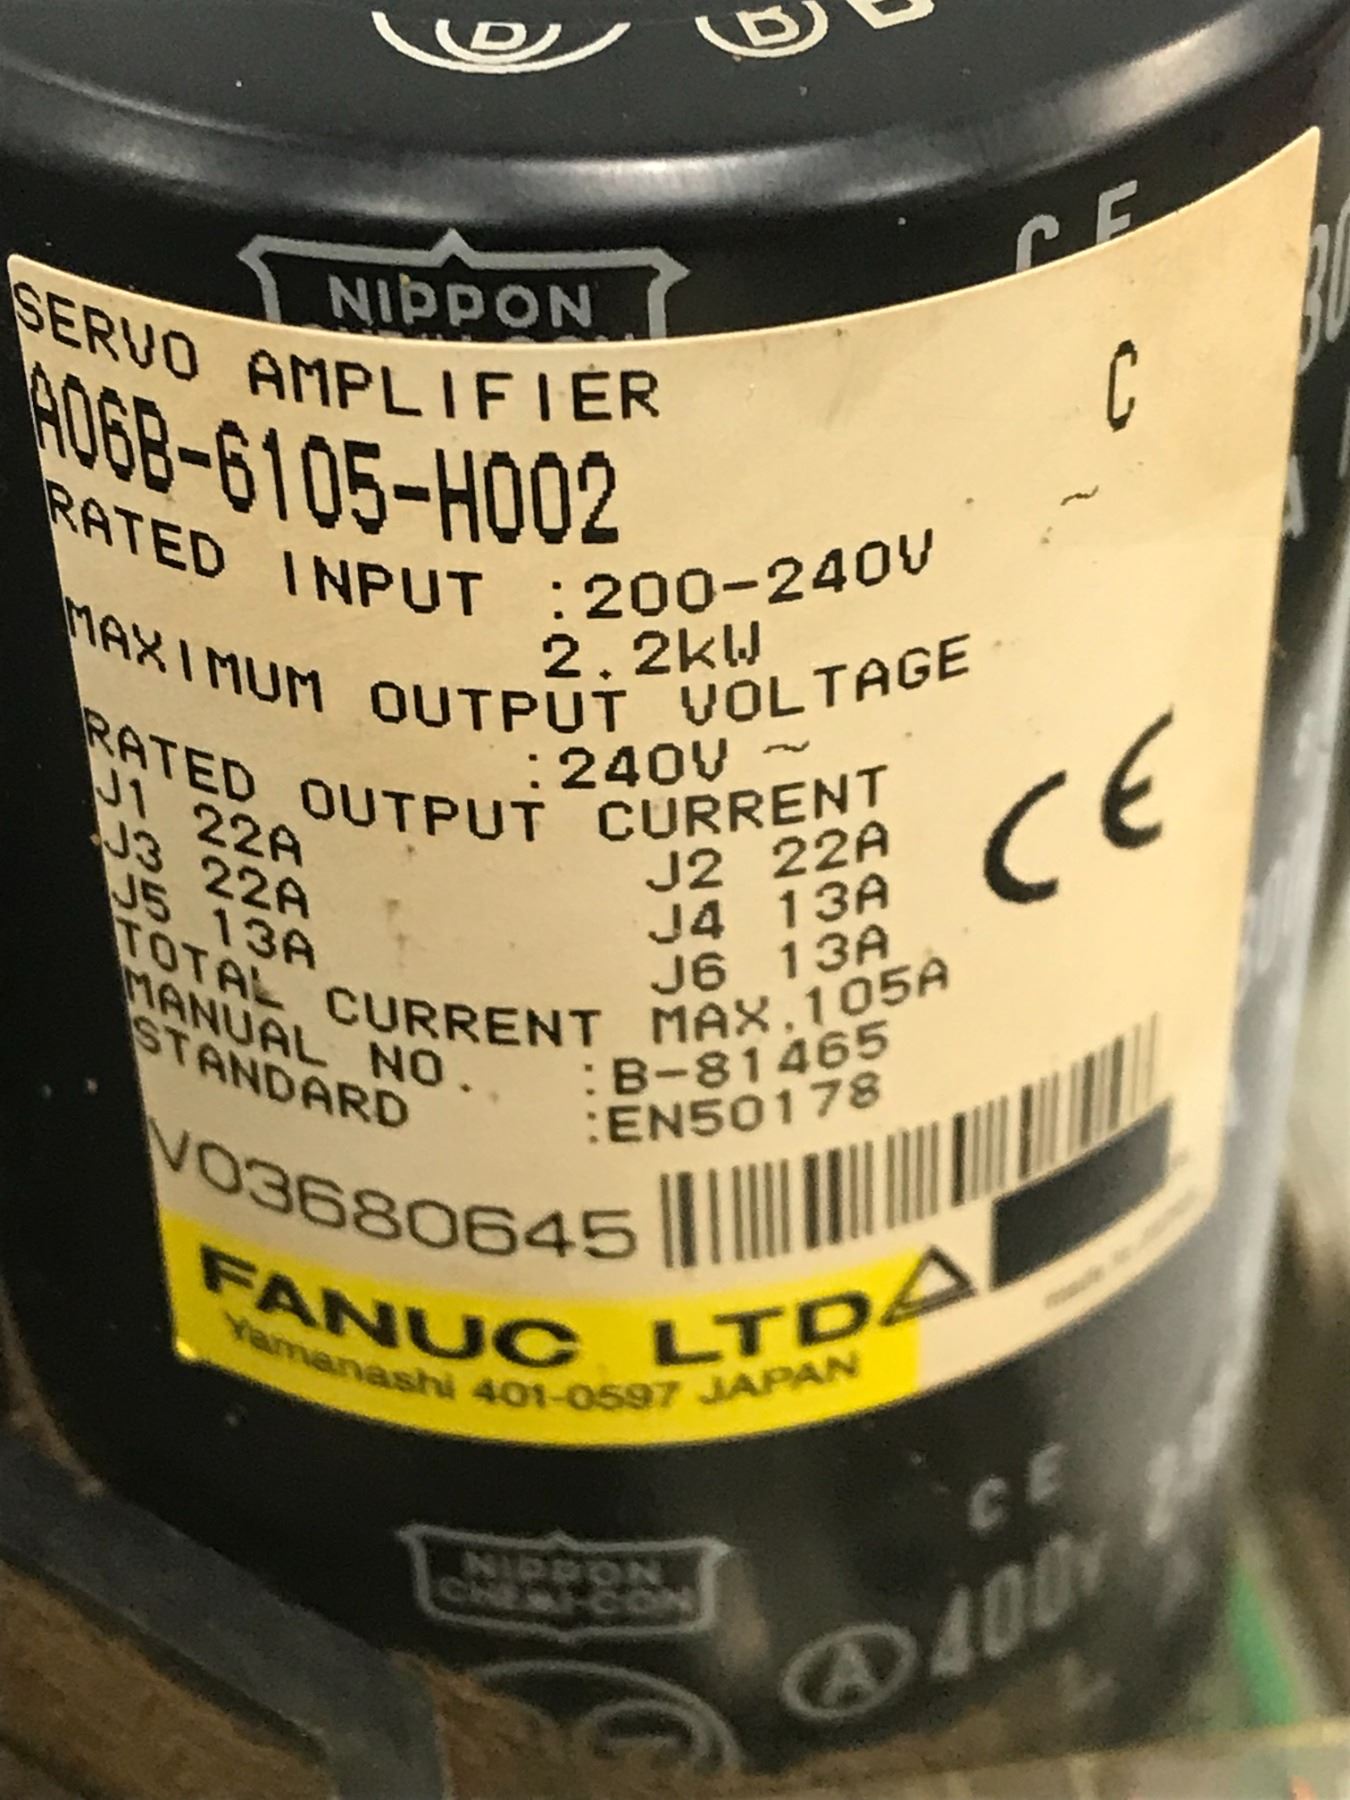 NIPPON
C E
SERVO AMPLIFIER
C
A06B-6105-H002
RATED INPUT :200-240V ~
2.2kW
MAXIMUM OUTPUT VOLTAGE
:240V ~
RATED OUTPUT CURRENT
J1 22A J2 22A
J3 22A J4 13A
J5 13A J6 13A
TOTAL CURRENT MAX.105A
MANUAL NO. :B-81465
STANDARD :EN50178
CE
V03680645
FANUC LTD
Yamanashi 401-0597 JAPAN
C E
NIPPON
CHEMI-CON
A 400V